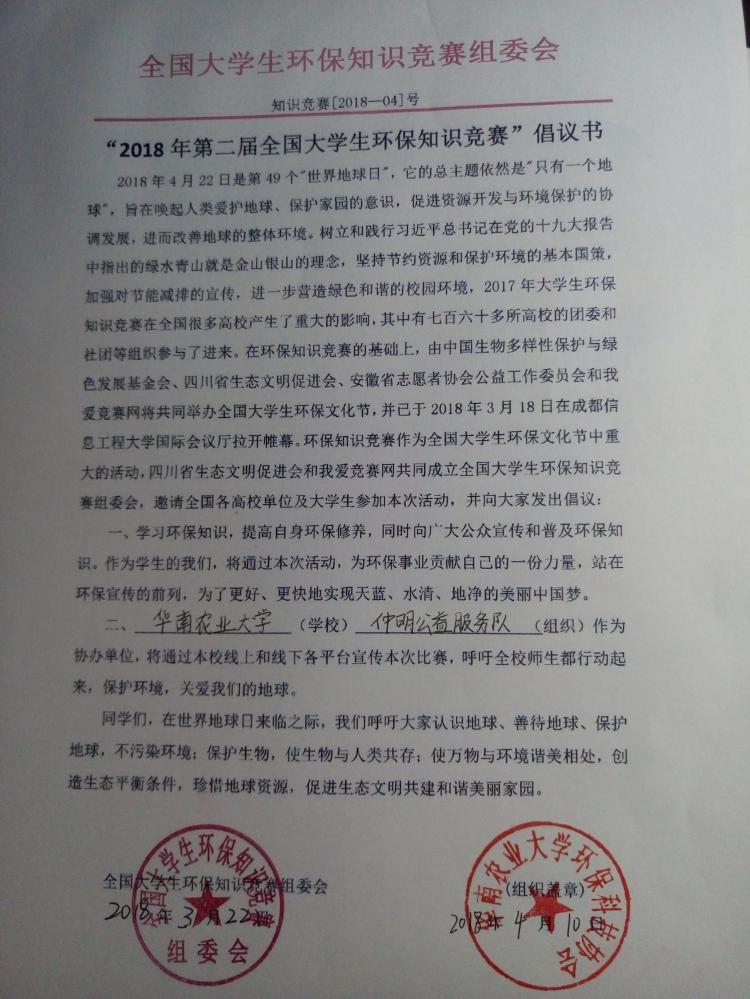 全国大学生环保知识竞赛组委会
知识竞赛[2018—04]号
“2018年第二届全国大学生环保知识竞赛”倡议书
2018年4月22日是第49个"世界地球日"，它的总主题依然是"只有一个地
球"，旨在唤起人类爱护地球、保护家园的意识，促进资源开发与环境保护的协
调发展，进而改善地球的整体环境。树立和践行习近平总书记在党的十九大报告
中指出的绿水青山就是金山银山的理念，坚持节约资源和保护环境的基本国策，
加强对节能减排的宣传，进一步营造绿色和谐的校园环境，2017年大学生环保
知识竞赛在全国很多高校产生了重大的影响，其中有七百六十多所高校的团委和
社团等组织参与了进来。在环保知识竞赛的基础上，由中国生物多样性保护与绿
色发展基金会、四川省生态文明促进会、安徽省志愿者协会公益工作委员会和我
爱竞赛网将共同举办全国大学生环保文化节，并已于2018年3月18日在成都信
息工程大学国际会议厅拉开帷幕。环保知识竞赛作为全国大学生环保文化节中重
大的活动，四川省生态文明促进会和我爱竞赛网共同成立全国大学生环保知识竞
赛组委会，邀请全国各高校单位及大学生参加本次活动，并向大家发出倡议：
一、学习环保知识，提高自身环保修养，同时向广大公众宣传和普及环保知
识。作为学生的我们，将通过本次活动，为环保事业贡献自己的一份力量，站在
环保宣传的前列，为了更好、更快地实现天蓝、水清、地净的美丽中国梦。
二、华南农业大学（学校）仲明公益服务队（组织）作为
协办单位，将通过本校线上和线下各平台宣传本次比赛，呼吁全校师生都行动起
来，保护环境，关爱我们的地球。
同学们，在世界地球日来临之际，我们呼吁大家认识地球、善待地球、保护
地球，不污染环境；保护生物，使生物与人类共存；使万物与环境谐美相处，创
造生态平衡条件，珍惜地球资源，促进生态文明共建和谐美丽家园。
全国大学生环保知识竞赛组委会
2018年3月22日
全国大学生环保知识竞赛
组委会
（组织盖章）
2018年4月10日
华南农业大学环保科技协会